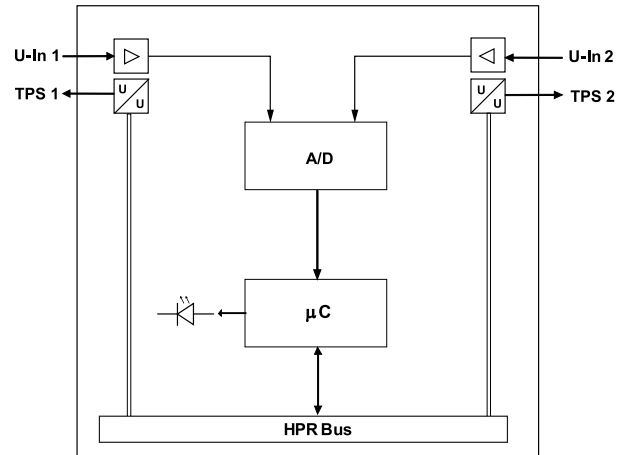 U-In 1
U-In 2
TPS 1
U
U
U
U
TPS 2
A/D
μC
HPR Bus